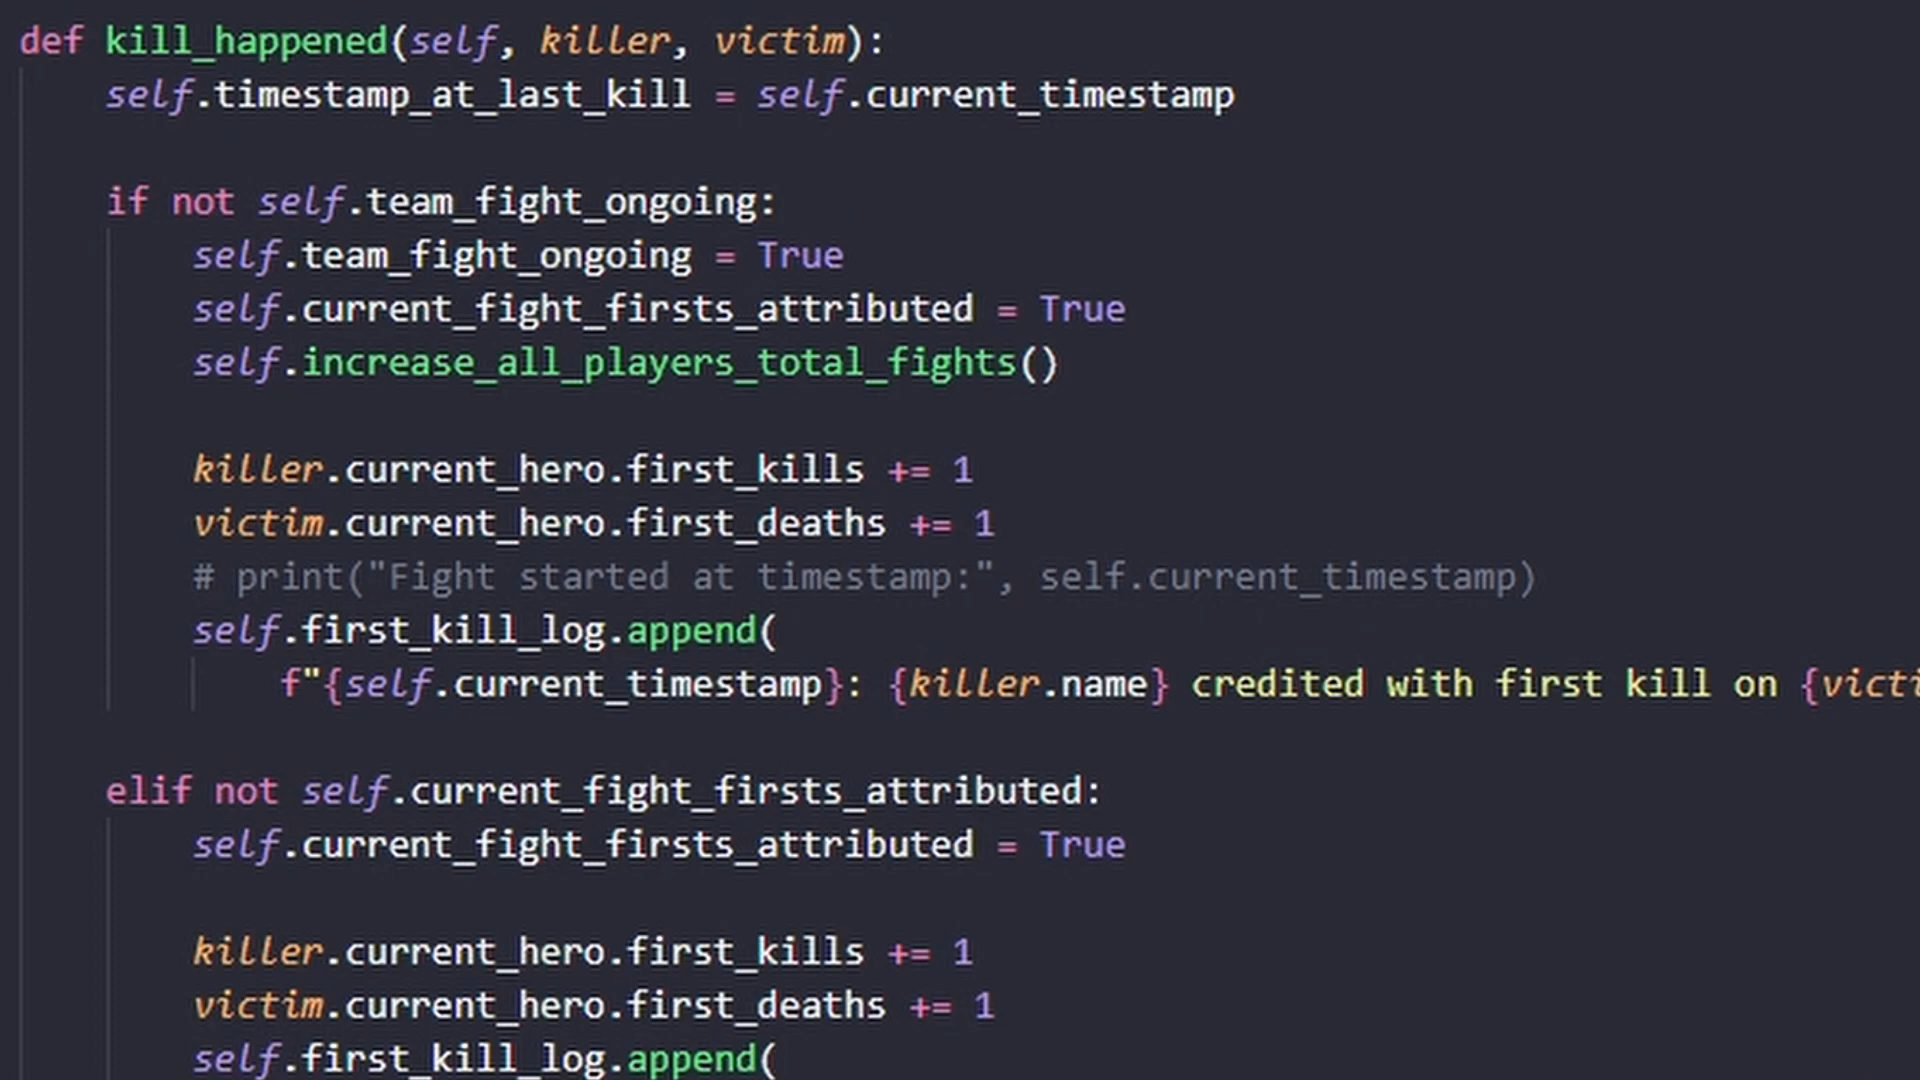 def kill_happened(self, killer, victim):
self.timestamp_at_last_kill = self.current_timestamp
if not self.team_fight_ongoing:
self.team_fight_ongoing = True
self.current_fight_firsts_attributed = True
self.increase_all_players_total_fights()
killer.current_hero.first_kills += 1
victim.current_hero.first_deaths += 1
# print("Fight started at timestamp:", self.current_timestamp)
self.first_kill_log.append(
f"{self.current_timestamp}: {killer.name} credited with first kill on {victi
elif not self.current_fight_firsts_attributed:
self.current_fight_firsts_attributed = True
killer.current_hero.first_kills += 1
victim.current_hero.first_deaths += 1
self.first_kill_log.append(